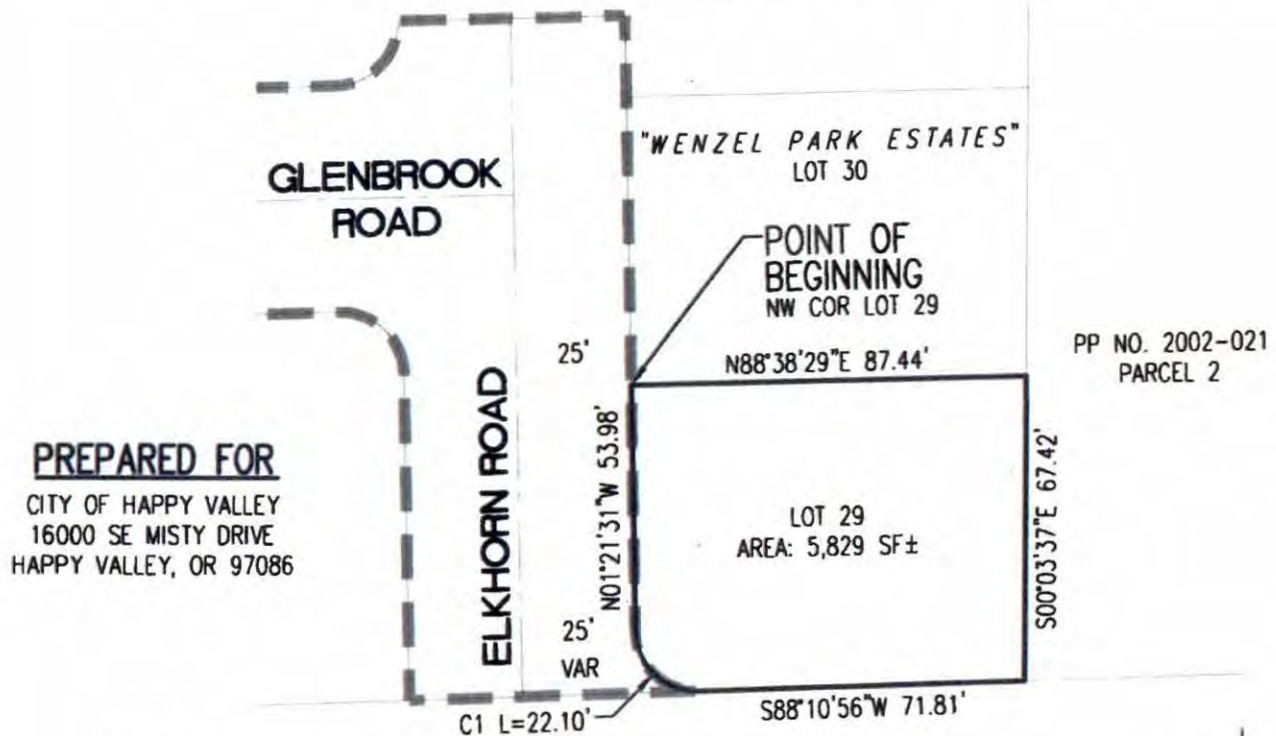 "WENZEL PARK ESTATES"
LOT 30
GLENBROOK
ROAD
POINT OF
BEGINNING
NW COR LOT 29
25'
N88°38'29"E 87.44'
PP NO. 2002-021
PARCEL 2
PREPARED FOR
CITY OF HAPPY VALLEY
16000 SE MISTY DRIVE
HAPPY VALLEY, OR 97086
ELKHORN ROAD
N01°21'31"W 53.98'
LOT 29
AREA: 5,829 SF±
S00°03'37"E 67.42'
25'
VAR
C1 L=22.10'
S88°10'56"W 71.81'